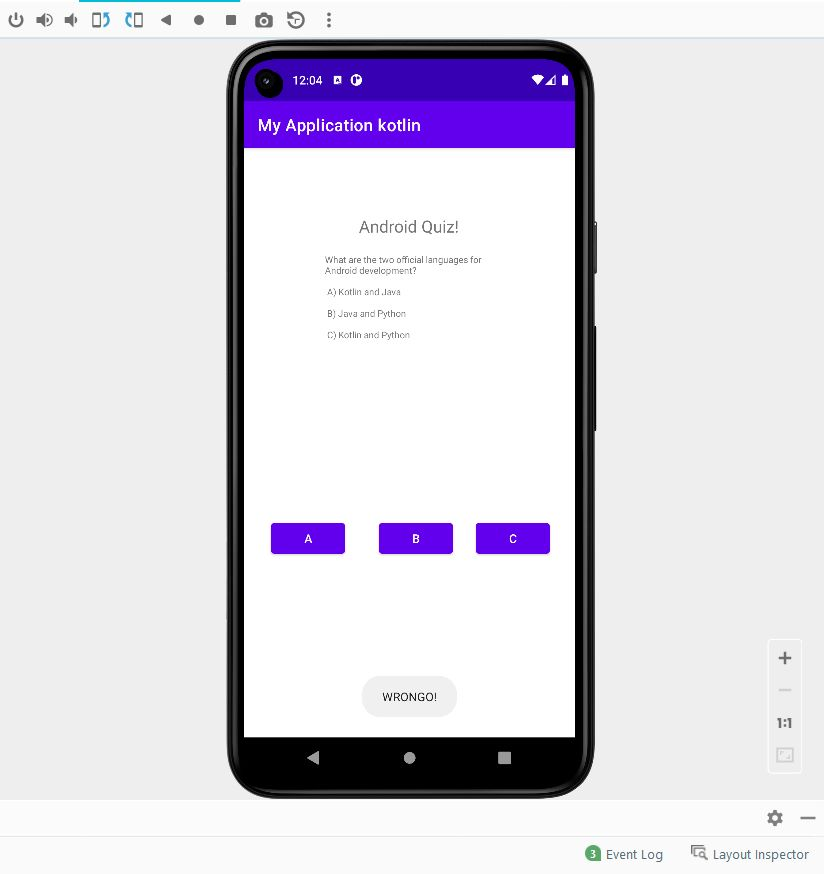 12:04
My Application kotlin
Android Quiz!
What are the two official languages for
Android development?
A) Kotlin and Java
B) Java and Python
C) Kotlin and Python
A B C
WRONGO!
1:1
3 Event Log Layout Inspector